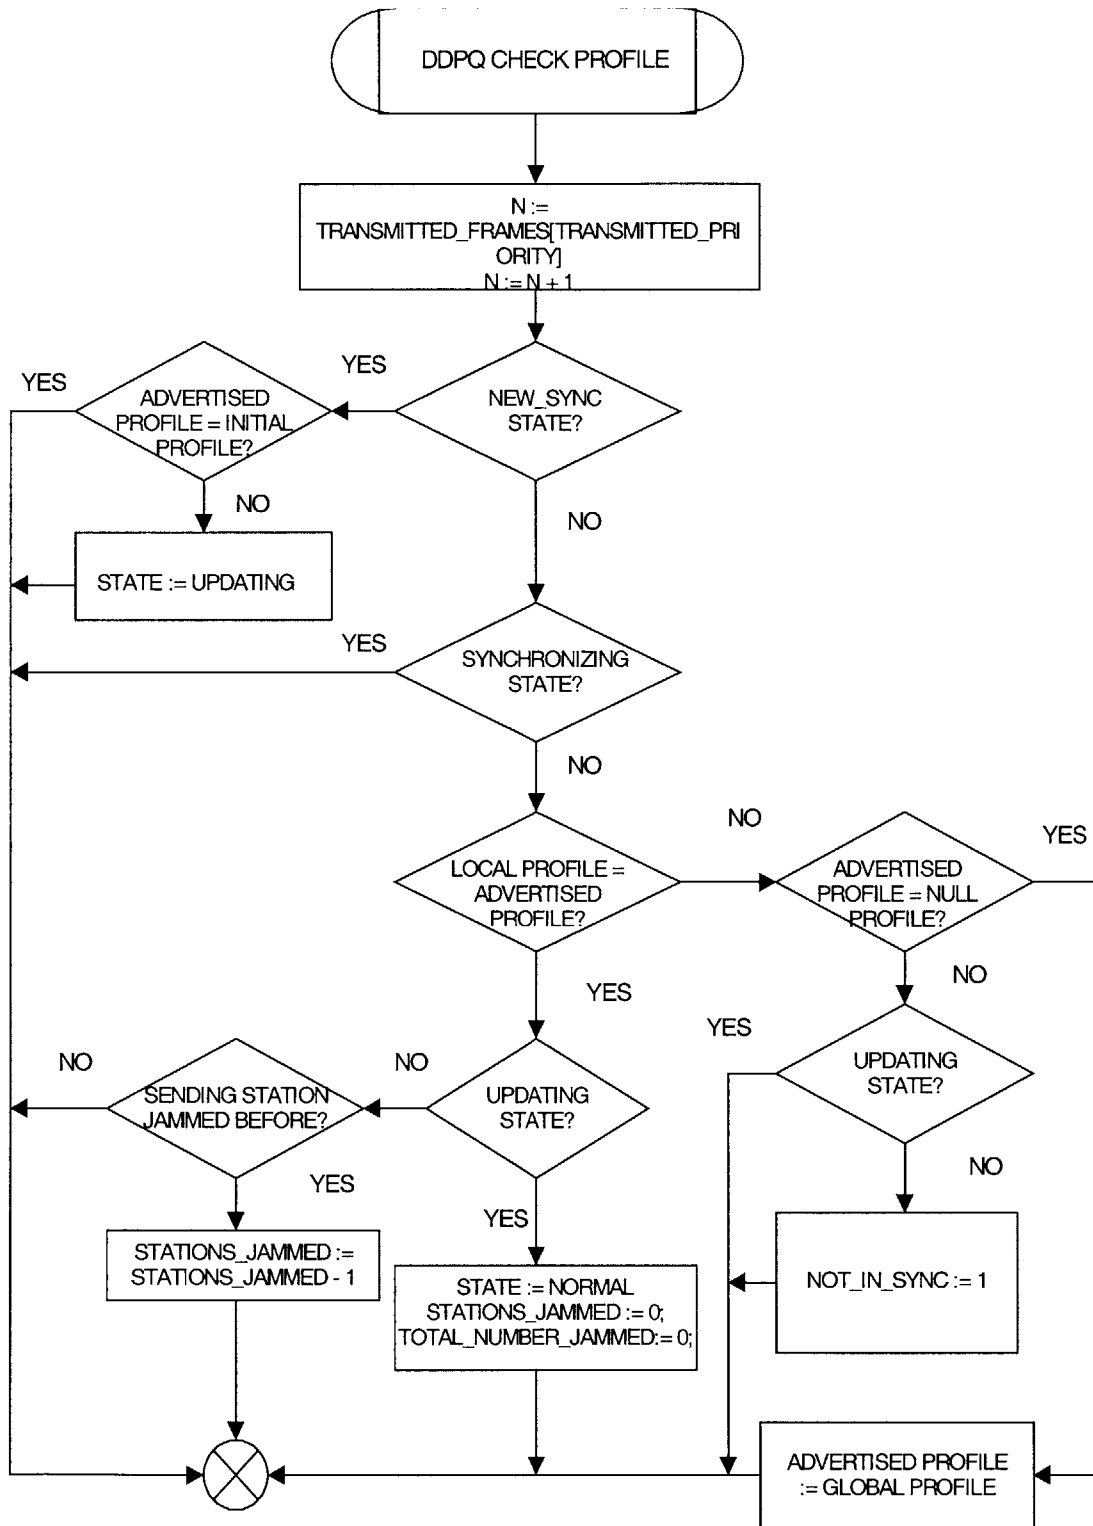 DDPQ CHECK PROFILE
N :=
TRANSMITTED_FRAMES[TRANSMITTED_PRI
ORITY]
N := N + 1
YES
YES
ADVERTISED
PROFILE = INITIAL
PROFILE?
NEW_SYNC
STATE?
NO
NO
STATE := UPDATING
YES
SYNCHRONIZING
STATE?
NO
NO
YES
LOCAL PROFILE =
ADVERTISED
PROFILE?
ADVERTISED
PROFILE = NULL
PROFILE?
NO
YES
YES
NO
NO
SENDING STATION
JAMMED BEFORE?
UPDATING
STATE?
UPDATING
STATE?
NO
YES
YES
STATIONS_JAMMED :=
STATIONS_JAMMED - 1
STATE := NORMAL
STATIONS_JAMMED := 0;
TOTAL_NUMBER_JAMMED:= 0;
NOT_IN_SYNC := 1
ADVERTISED PROFILE
:= GLOBAL PROFILE